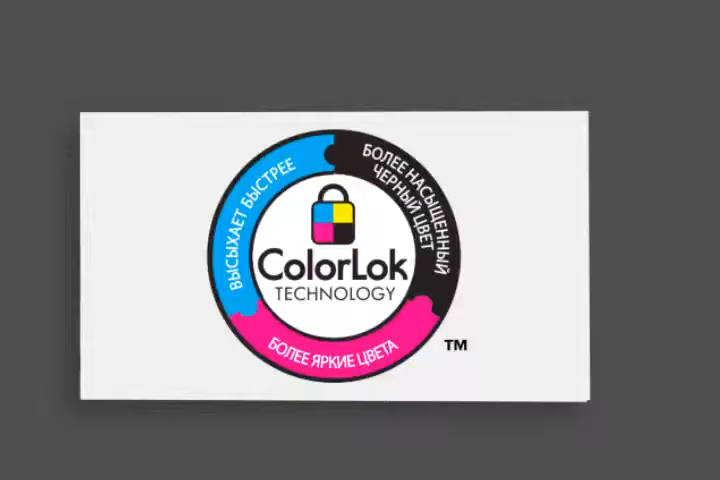 ВЫСЫХАЕТ БЫСТРЕЕ
БОЛЕЕ НАСЫЩЕННЫЙ
ЧЕРНЫЙ ЦВЕТ
ColorLok
TECHNOLOGY
БОЛЕЕ ЯРКИЕ ЦВЕТА
TM